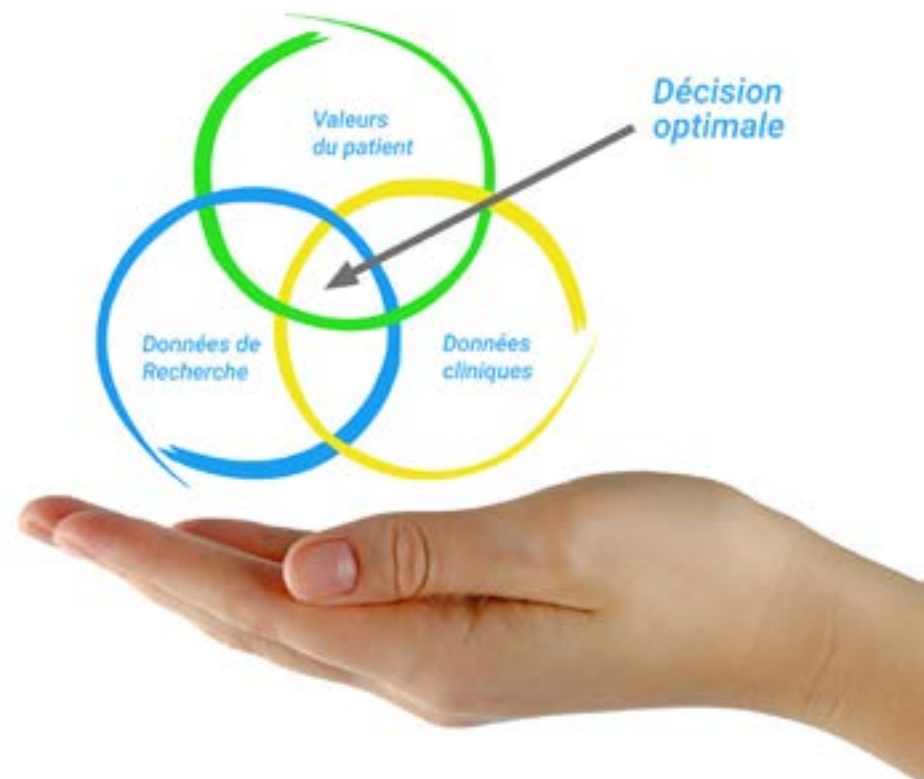 Valeurs
du patient
Décision
optimale
Données de
Recherche
Données
cliniques